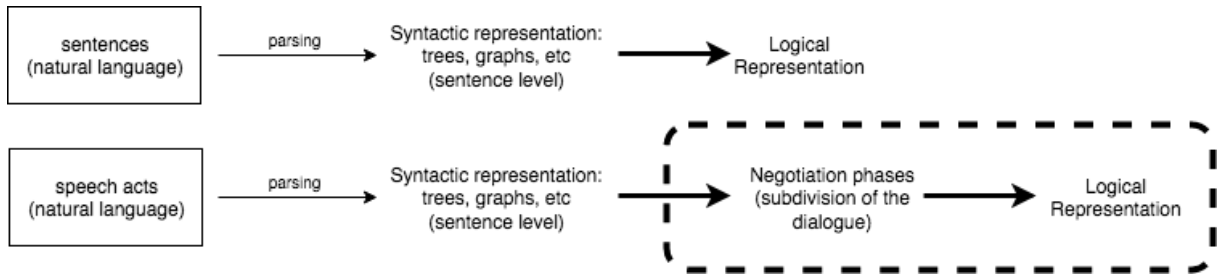 sentences
(natural language)
parsing
Syntactic representation:
trees, graphs, etc
(sentence level)
Logical
Representation
speech acts
(natural language)
parsing
Syntactic representation:
trees, graphs, etc
(sentence level)
Negotiation phases
(subdivision of the
dialogue)
Logical
Representation